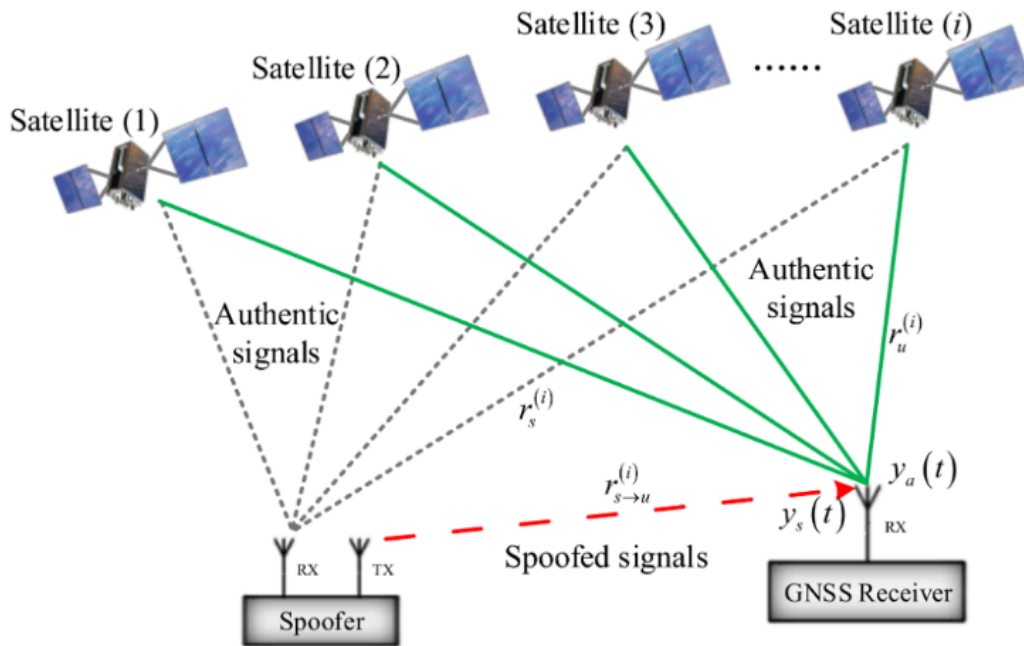 Satellite (1)
Satellite (2)
Satellite (3)
......
Satellite (i)
Authentic
signals
Authentic
signals
r_u^{(i)}
r_s^{(i)}
r_{s→u}^{(i)}
y_a(t)
y_s(t)
RX
Spoofed signals
RX
TX
Spoofer
GNSS Receiver